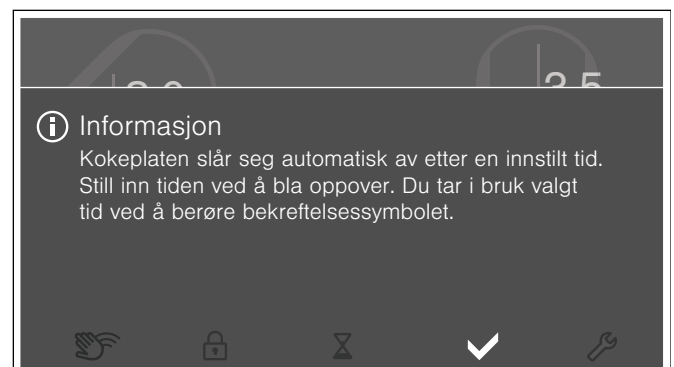 Informasjon
Kokeplaten slår seg automatisk av etter en innstilt tid.
Still inn tiden ved å bla oppover. Du tar i bruk valgt
tid ved å berøre bekreftelsessymbolet.